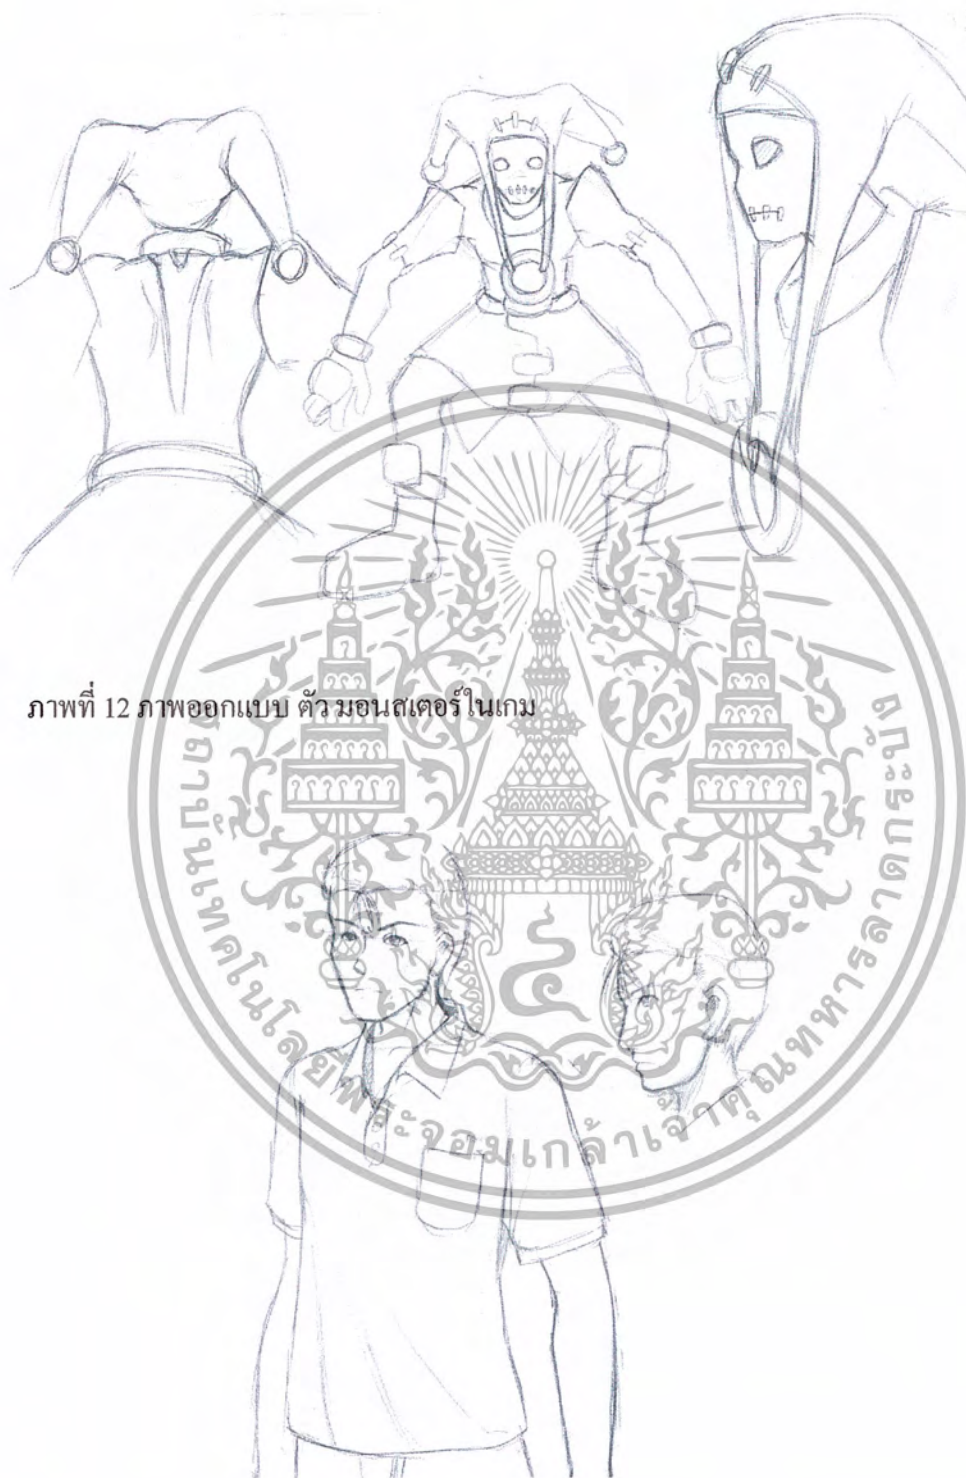 ภาพที่ 12 ภาพออกแบบ ตัว มอนสเตอร์ในเกม
สถาบันเทคโนโลยีพระจอมเกล้าเจ้าคุณทหารลาดกระบัง